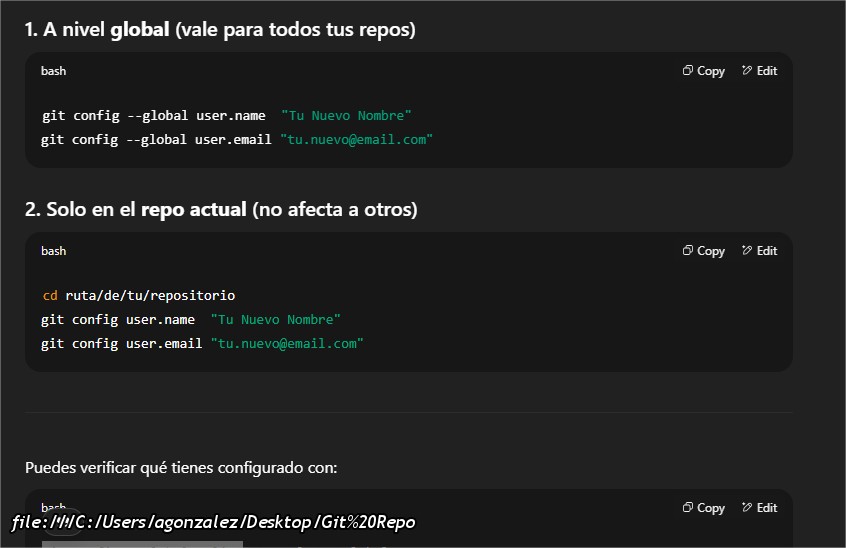 1. A nivel global (vale para todos tus repos)
bash
Copy
Edit
git config --global user.name  "Tu Nuevo Nombre"
git config --global user.email "tu.nuevo@email.com"
2. Solo en el repo actual (no afecta a otros)
bash
Copy
Edit
cd ruta/de/tu/repositorio
git config user.name  "Tu Nuevo Nombre"
git config user.email "tu.nuevo@email.com"
Puedes verificar qué tienes configurado con:
bash
Copy
Edit
file:///C:/Users/agonzalez/Desktop/Git%20Repo